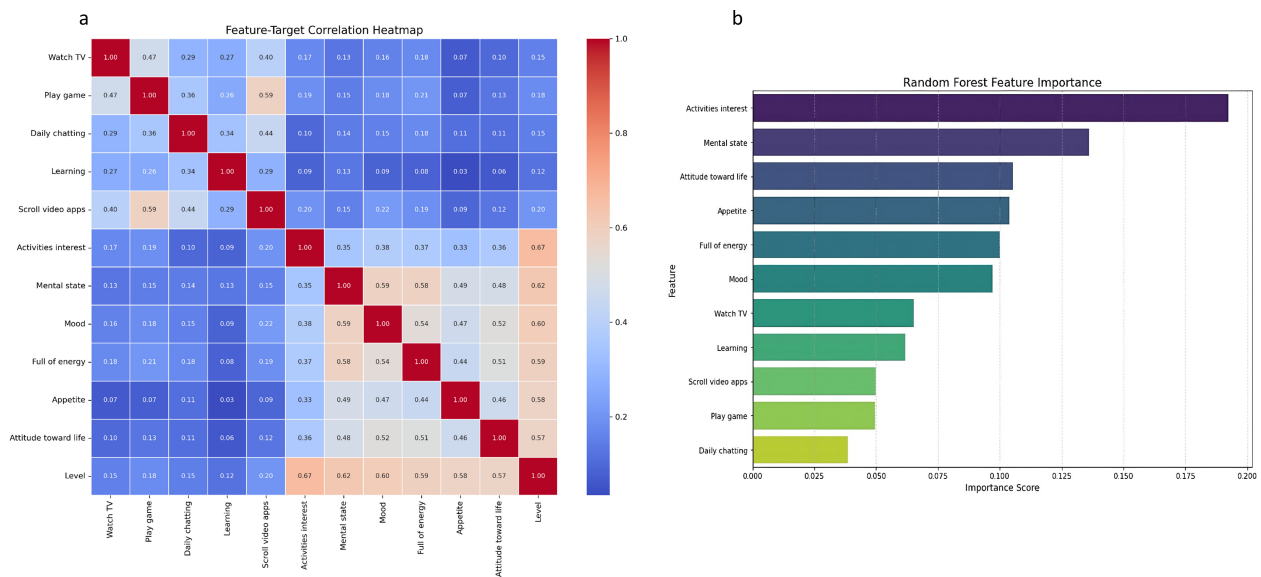 a
Feature-Target Correlation Heatmap
Watch TV 1.00 0.47 0.29 0.27 0.40 0.17 0.13 0.16 0.18 0.07 0.10 0.15
Play game 0.47 1.00 0.36 0.26 0.59 0.19 0.15 0.18 0.21 0.07 0.13 0.18
Daily chatting 0.29 0.36 1.00 0.34 0.44 0.10 0.14 0.15 0.18 0.11 0.11 0.15
Learning 0.27 0.26 0.34 1.00 0.29 0.09 0.13 0.09 0.08 0.03 0.06 0.12
Scroll video apps 0.40 0.59 0.44 0.29 1.00 0.20 0.15 0.22 0.19 0.09 0.12 0.20
Activities interest 0.17 0.19 0.10 0.09 0.20 1.00 0.35 0.38 0.37 0.33 0.36 0.67
Mental state 0.13 0.15 0.14 0.13 0.15 0.35 1.00 0.59 0.58 0.49 0.48 0.62
Mood 0.16 0.18 0.15 0.09 0.22 0.38 0.59 1.00 0.54 0.47 0.52 0.60
Full of energy 0.18 0.21 0.18 0.08 0.19 0.37 0.58 0.54 1.00 0.44 0.51 0.59
Appetite 0.07 0.07 0.11 0.03 0.09 0.33 0.49 0.47 0.44 1.00 0.46 0.58
Attitude toward life 0.10 0.13 0.11 0.06 0.12 0.36 0.48 0.52 0.51 0.46 1.00 0.57
Level 0.15 0.18 0.15 0.12 0.20 0.67 0.62 0.60 0.59 0.58 0.57 1.00
Watch TV
Play game
Daily chatting
Learning
Scroll video apps
Activities interest
Mental state
Mood
Full of energy
Appetite
Attitude toward life
Level
1.0
0.8
0.6
0.4
0.2
b
Random Forest Feature Importance
Feature
Activities interest
Mental state
Attitude toward life
Appetite
Full of energy
Mood
Watch TV
Learning
Scroll video apps
Play game
Daily chatting
0.000 0.025 0.050 0.075 0.100 0.125 0.150 0.175 0.200
Importance Score